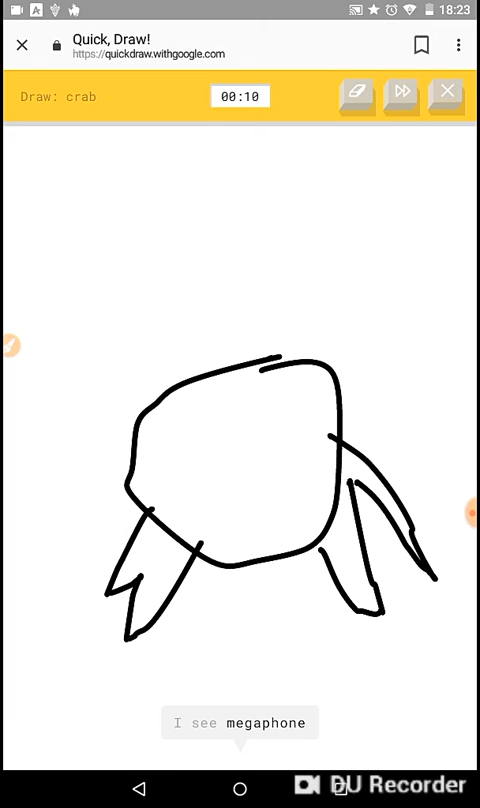 18:23
Quick, Draw!
https://quickdraw.withgoogle.com
Draw: crab
00:10
I see megaphone
DU Recorder